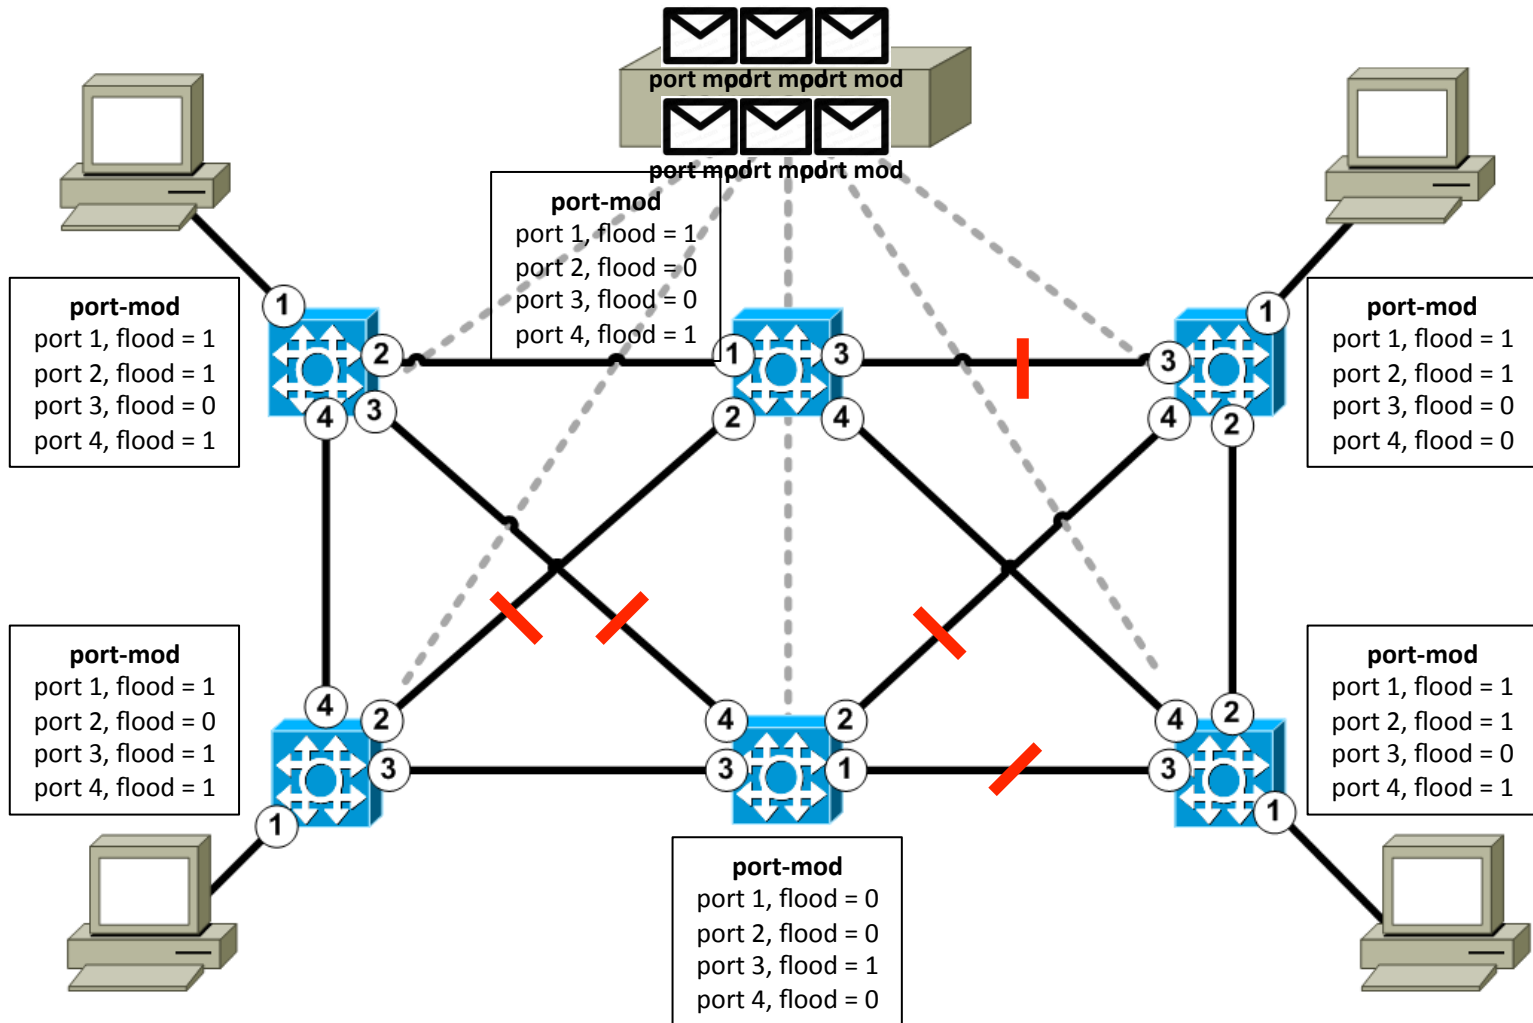 port mod port mod port mod
port mod port mod port mod
port-mod
port 1, flood = 1
port 2, flood = 0
port 3, flood = 0
port 4, flood = 1
port-mod
port 1, flood = 1
port 2, flood = 1
port 3, flood = 0
port 4, flood = 1
port-mod
port 1, flood = 1
port 2, flood = 1
port 3, flood = 0
port 4, flood = 0
1
2
3
4
1
2
3
4
1
3
4
2
4
2
3
1
4
3
2
1
4
2
3
1
port-mod
port 1, flood = 1
port 2, flood = 0
port 3, flood = 1
port 4, flood = 1
port-mod
port 1, flood = 1
port 2, flood = 1
port 3, flood = 0
port 4, flood = 1
port-mod
port 1, flood = 0
port 2, flood = 0
port 3, flood = 1
port 4, flood = 0